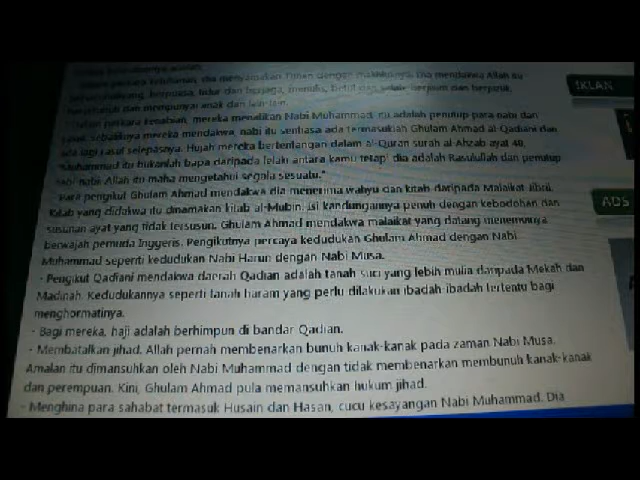 dia menyamakan Tuhan dengan makhluknya. Dia mendakwa Allah itu
berpuasa, tidur dan berjaga, menulis, betul dan salah, berjimak dan beranak,
dan mempunyai anak dan lain-lain.
perkara kenabian, mereka menafikan Nabi Muhammad itu adalah penutup para nabi dan
rasul. Sebaliknya mereka mendakwa, nabi itu sentiasa ada termasuklah Ghulam Ahmad al-Qadiani dan
ada lagi rasul selepasnya. Hujah mereka bertentangan dalam al-Quran surah al-Ahzab ayat 40,
"Muhammad itu bukanlah bapa daripada lelaki antara kamu tetapi dia adalah Rasulullah dan penutup
nabi. Allah itu maha mengetahui segala sesuatu."
Para pengikut Ghulam Ahmad mendakwa dia menerima wahyu dan kitab daripada Malaikat Jibril.
Kitab yang didakwa itu dinamakan kitab al-Mubin. Isi kandungannya penuh dengan kebodohan dan
susunan ayat yang tidak tersusun. Ghulam Ahmad mendakwa malaikat yang datang menemuinya
berwajah pemuda Inggeris. Pengikutnya percaya kedudukan Ghulam Ahmad dengan Nabi
Muhammad seperti kedudukan Nabi Harun dengan Nabi Musa.
- Pengikut Qadiani mendakwa daerah Qadian adalah tanah suci yang lebih mulia daripada Mekah dan
Madinah. Kedudukannya seperti tanah haram yang perlu dilakukan ibadah-ibadah tertentu bagi
menghormatinya.
- Bagi mereka, haji adalah berhimpun di bandar Qadian.
- Membatalkan jihad. Allah pernah membenarkan bunuh kanak-kanak pada zaman Nabi Musa.
Amalan itu dimansuhkan oleh Nabi Muhammad dengan tidak membenarkan membunuh kanak-kanak
dan perempuan. Kini, Ghulam Ahmad pula memansuhkan hukum jihad.
- Menghina para sahabat termasuk Husain dan Hasan, cucu kesayangan Nabi Muhammad. Dia
IKLAN
ADS